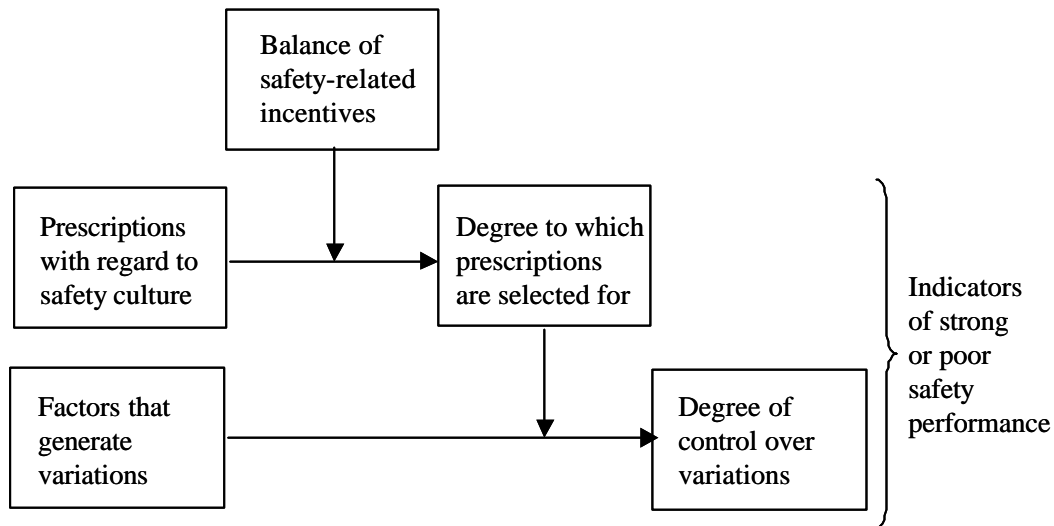 Balance of
safety-related
incentives
Prescriptions
with regard to
safety culture
Degree to which
prescriptions
are selected for
Indicators
of strong
or poor
safety
performance
Factors that
generate
variations
Degree of
control over
variations